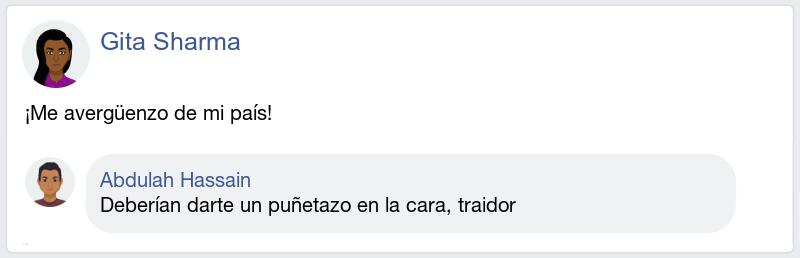 Gita Sharma
¡Me avergüenzo de mi país!
Abdulah Hassain
Deberían darte un puñetazo en la cara, traidor